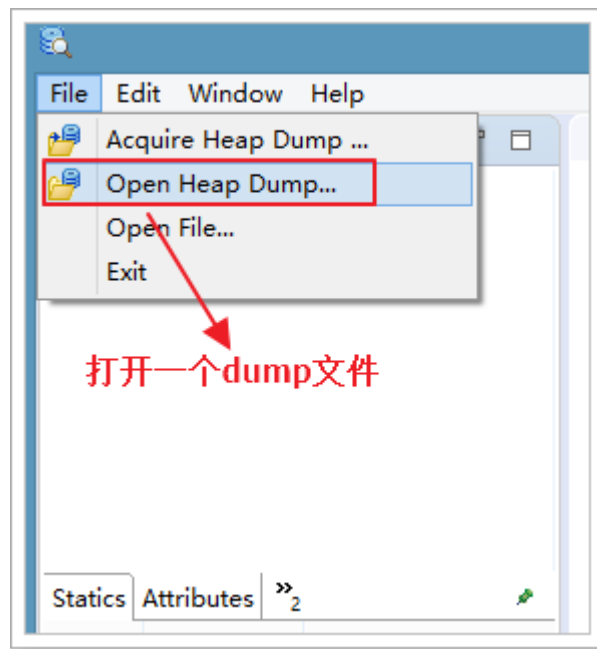 File Edit Window Help
Acquire Heap Dump ...
Open Heap Dump...
Open File...
Exit
打开一个dump文件
Statics Attributes »2